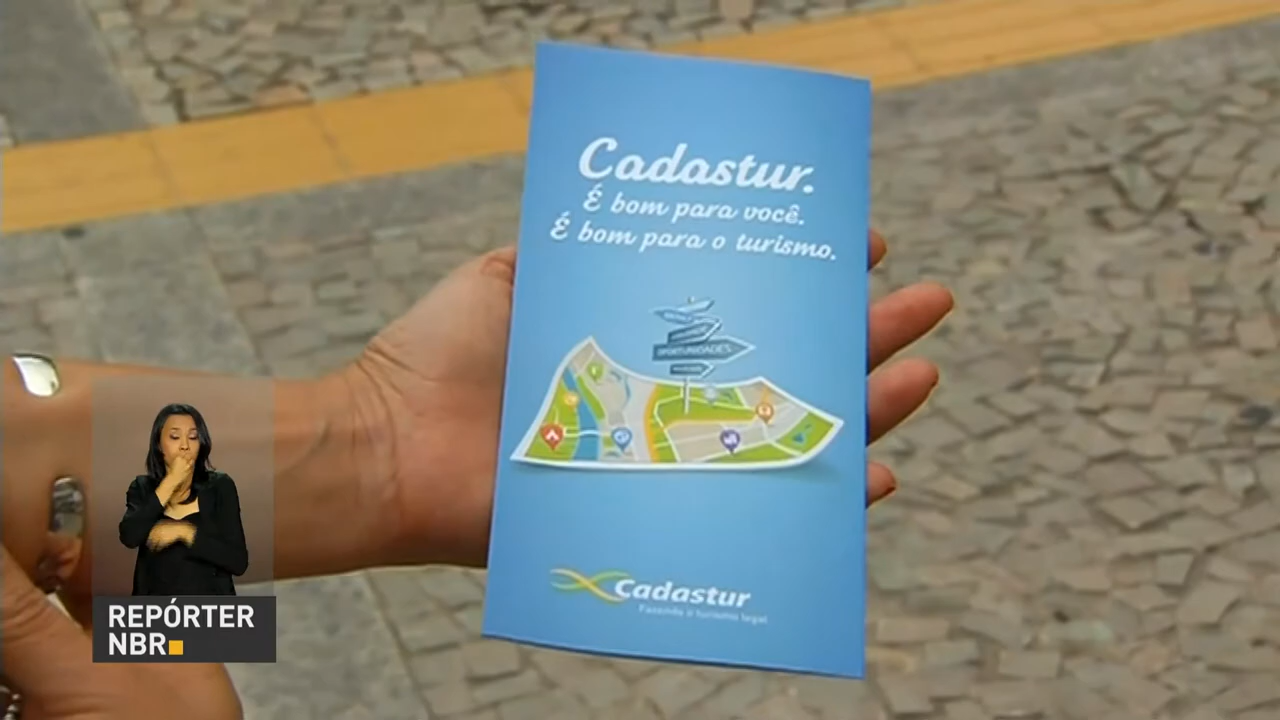 Cadastur.
É bom para você.
É bom para o turismo.
OPORTUNIDADES
Cadastur
Fazendo o turismo legal
REPÓRTER
NBR